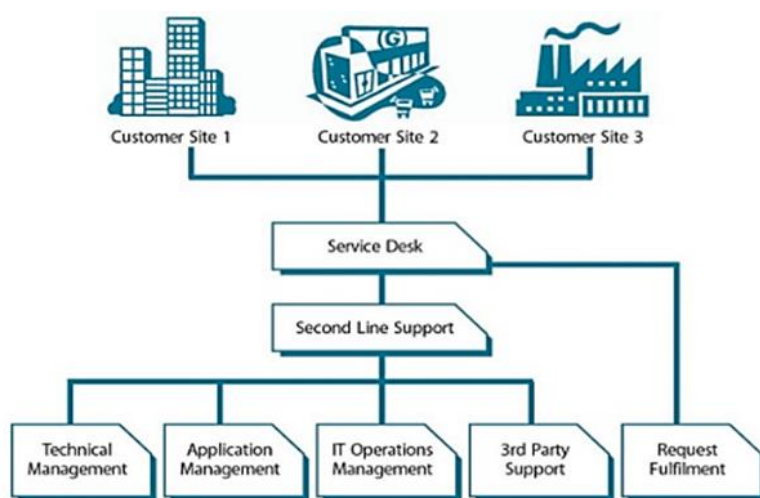 G
Customer Site 1
Customer Site 2
Customer Site 3
Service Desk
Second Line Support
Technical
Management
Application
Management
IT Operations
Management
3rd Party
Support
Request
Fulfilment